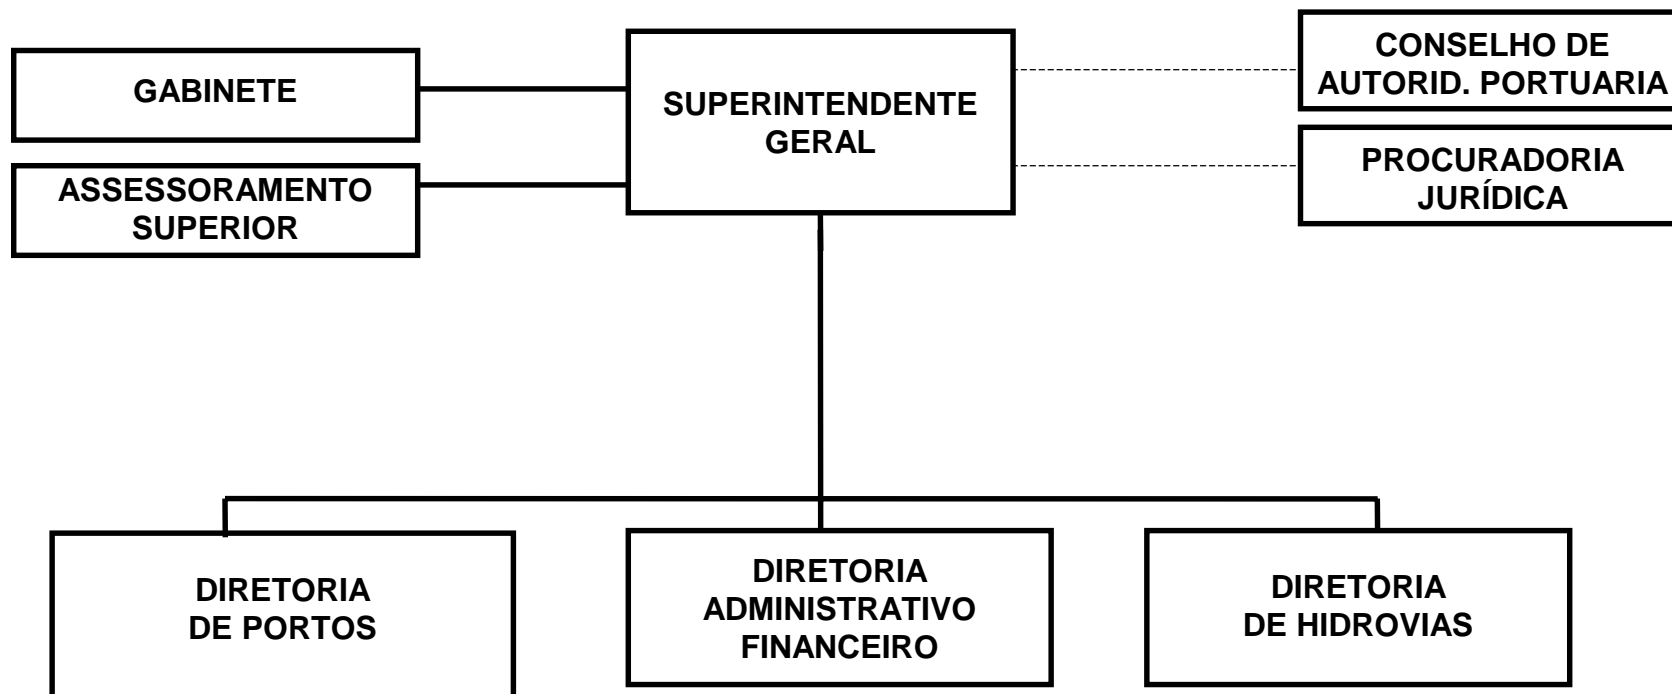 GABINETE
ASSESSORAMENTO
SUPERIOR
SUPERINTENDENTE
GERAL
CONSELHO DE
AUTORID. PORTUARIA
PROCURADORIA
JURÍDICA
DIRETORIA
DE PORTOS
DIRETORIA
ADMINISTRATIVO
FINANCEIRO
DIRETORIA
DE HIDROVIAS